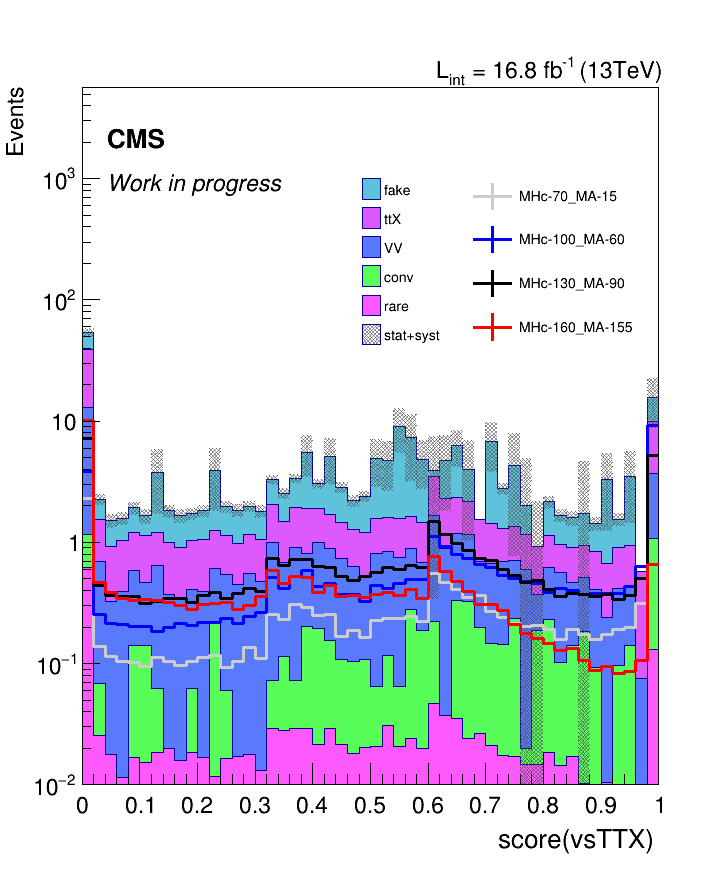 L_int = 16.8 fb^-1 (13TeV)
Events
CMS
Work in progress
fake
ttX
VV
conv
rare
stat+syst
MHc-70_MA-15
MHc-100_MA-60
MHc-130_MA-90
MHc-160_MA-155
10^3
10^2
10
1
10^−1
10^−2
0 0.1 0.2 0.3 0.4 0.5 0.6 0.7 0.8 0.9 1
score(vsTTX)